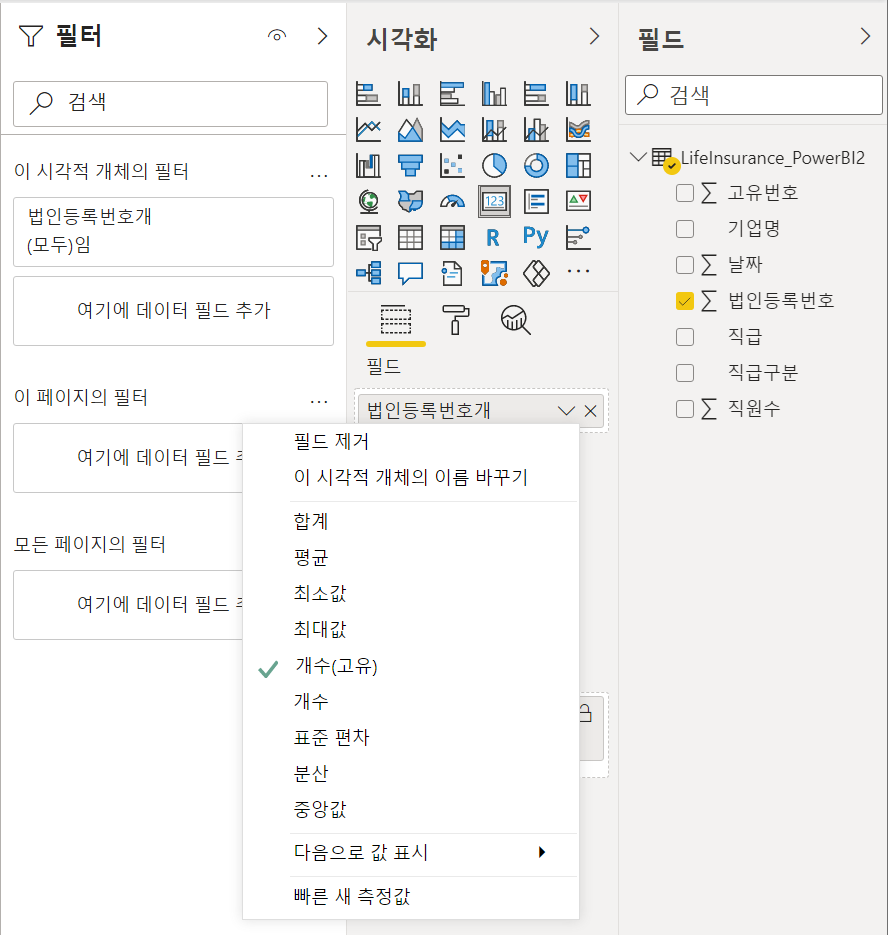 필터
검색
이 시각적 개체의 필터
...
법인등록번호개
(모두)임
여기에 데이터 필드 추가
이 페이지의 필터
...
여기에 데이터 필드
모든 페이지의 필터
여기에 데이터 필드
시각화
123
R
Py
...
필드
법인등록번호개
필드 제거
이 시각적 개체의 이름 바꾸기
합계
평균
최소값
최대값
개수(고유)
개수
표준 편차
분산
중앙값
다음으로 값 표시
빠른 새 측정값
필드
검색
LifeInsurance_PowerBI2
∑ 고유번호
기업명
∑ 날짜
∑ 법인등록번호
직급
직급구분
∑ 직원수